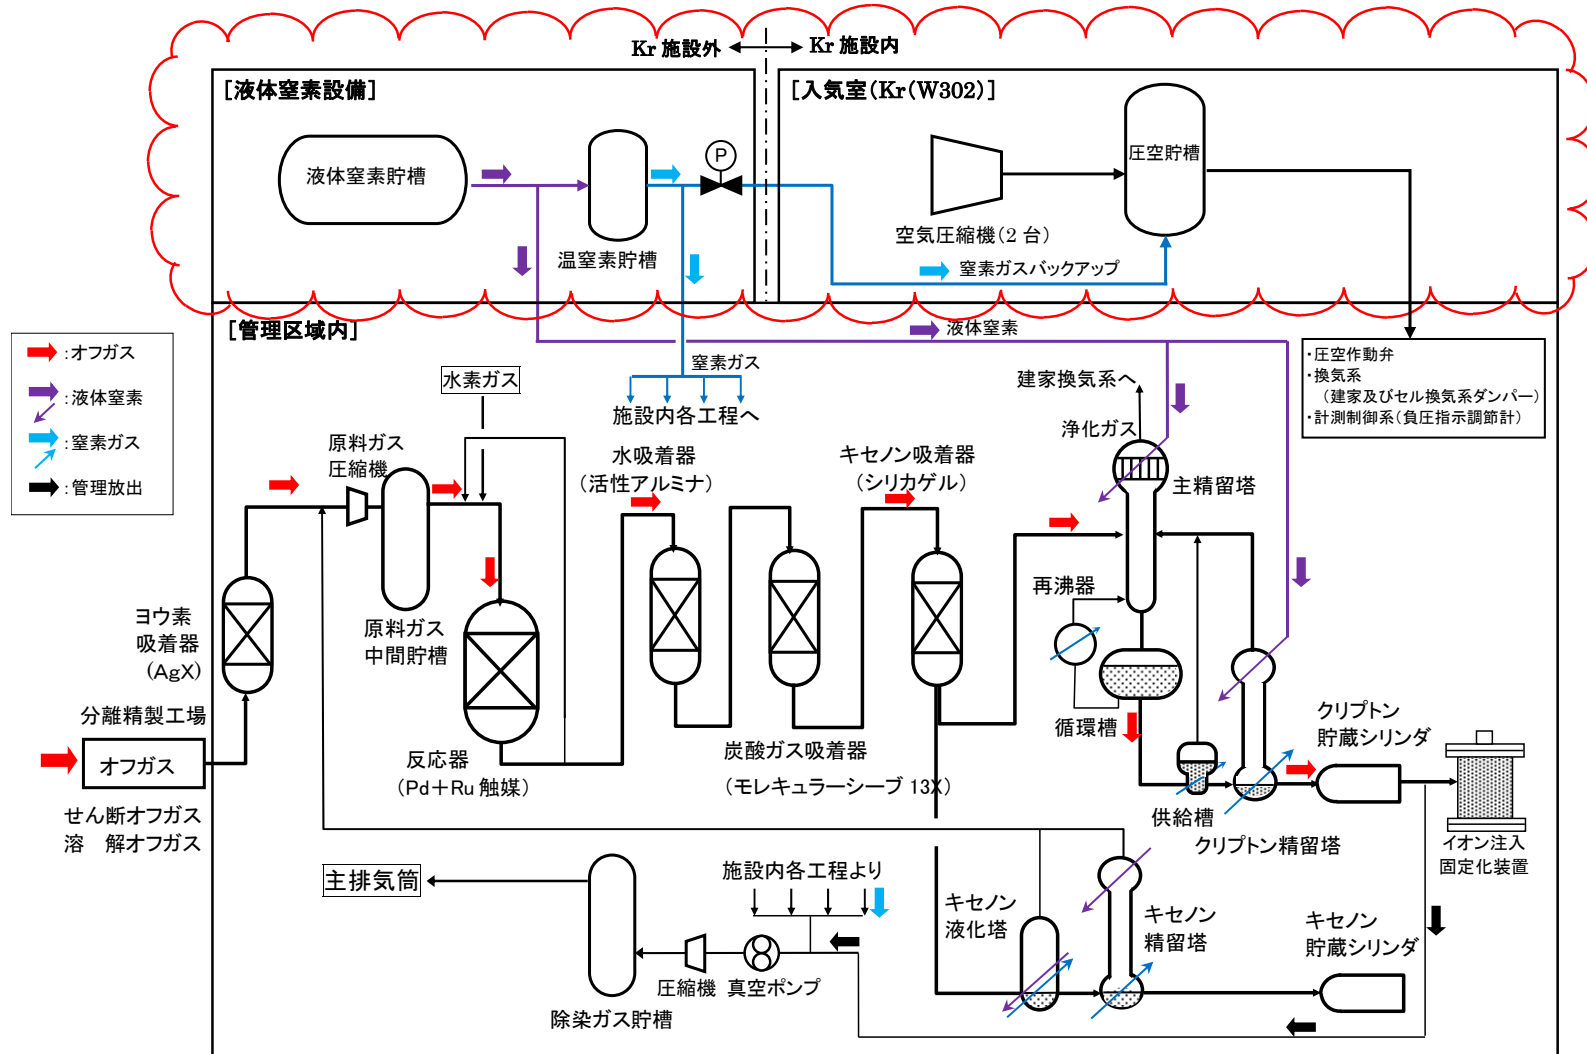 Kr 施設外
Kr 施設内
[液体窒素設備]
[入気室(Kr(W302)]
P
液体窒素貯槽
圧空貯槽
空気圧縮機(2 台)
温窒素貯槽
窒素ガスバックアップ
[管理区域内]
液体窒素
:オフガス
:液体窒素
:窒素ガス
:管理放出
水素ガス
窒素ガス
施設内各工程へ
建家換気系へ
・圧空作動弁
・換気系
(建家及びセル換気系ダンパー)
・計測制御系(負圧指示調節計)
原料ガス
圧縮機
水吸着器
(活性アルミナ)
キセノン吸着器
(シリカゲル)
浄化ガス
主精留塔
再沸器
ヨウ素
吸着器
(AgX)
原料ガス
中間貯槽
分離精製工場
オフガス
せん断オフガス
溶 解オフガス
反応器
(Pd+Ru 触媒)
炭酸ガス吸着器
(モレキュラーシーブ 13X)
循環槽
供給槽
クリプトン精留塔
クリプトン
貯蔵シリンダ
イオン注入
固定化装置
主排気筒
施設内各工程より
圧縮機
真空ポンプ
除染ガス貯槽
キセノン
液化塔
キセノン
精留塔
キセノン
貯蔵シリンダ